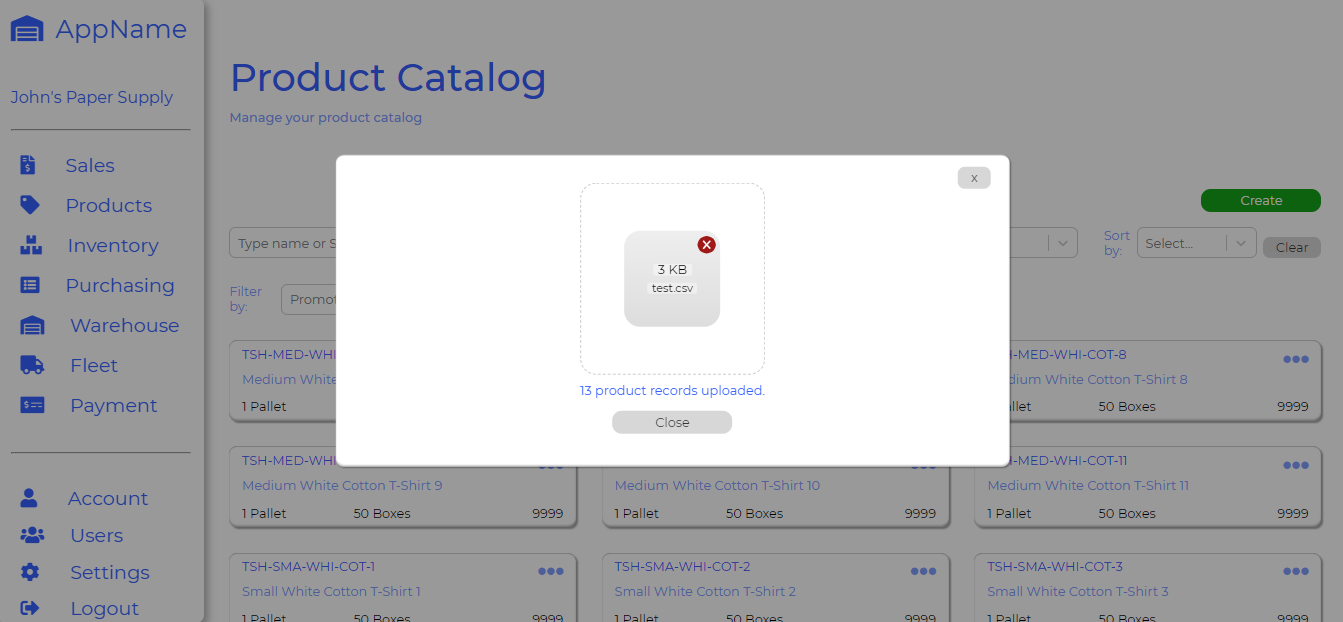 AppName
John's Paper Supply
Sales
Products
Inventory
Purchasing
Warehouse
Fleet
Payment
Account
Users
Settings
Logout
Product Catalog
Manage your product catalog
x
3 KB
test.csv
13 product records uploaded.
Close
Create
Type name or S
Sort by:
Select...
Clear
Filter by:
Promot
TSH-MED-WHI
Medium White
1 Pallet
-MED-WHI-COT-8
dium White Cotton T-Shirt 8
llet
50 Boxes
9999
TSH-MED-WHI
Medium White Cotton T-Shirt 9
1 Pallet
50 Boxes
9999
Medium White Cotton T-Shirt 10
1 Pallet
50 Boxes
9999
-MED-WHI-COT-11
Medium White Cotton T-Shirt 11
1 Pallet
50 Boxes
9999
TSH-SMA-WHI-COT-1
Small White Cotton T-Shirt 1
1 Pallet
50 Boxes
9999
TSH-SMA-WHI-COT-2
Small White Cotton T-Shirt 2
1 Pallet
50 Boxes
9999
TSH-SMA-WHI-COT-3
Small White Cotton T-Shirt 3
1 Pallet
50 Boxes
9999